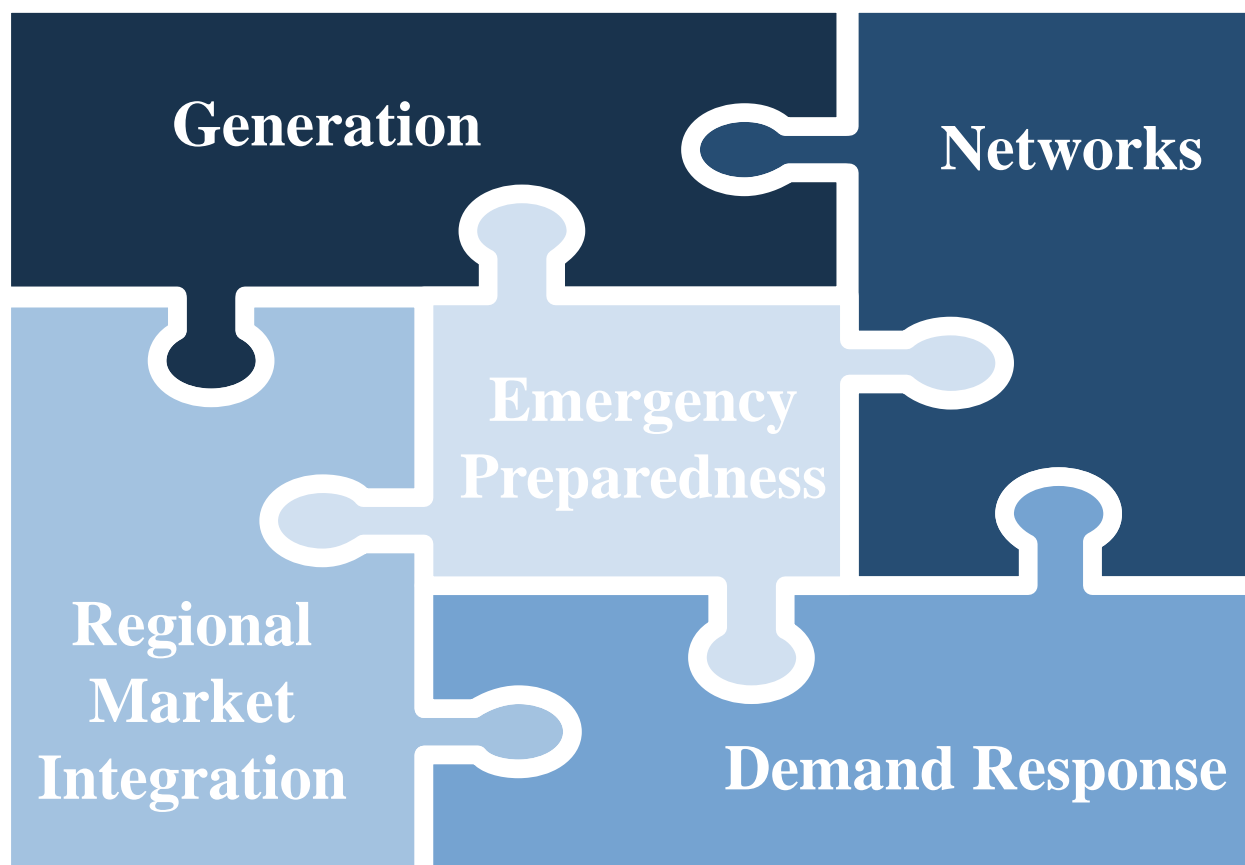 Generation
Networks
Emergency
Preparedness
Regional
Market
Integration
Demand Response